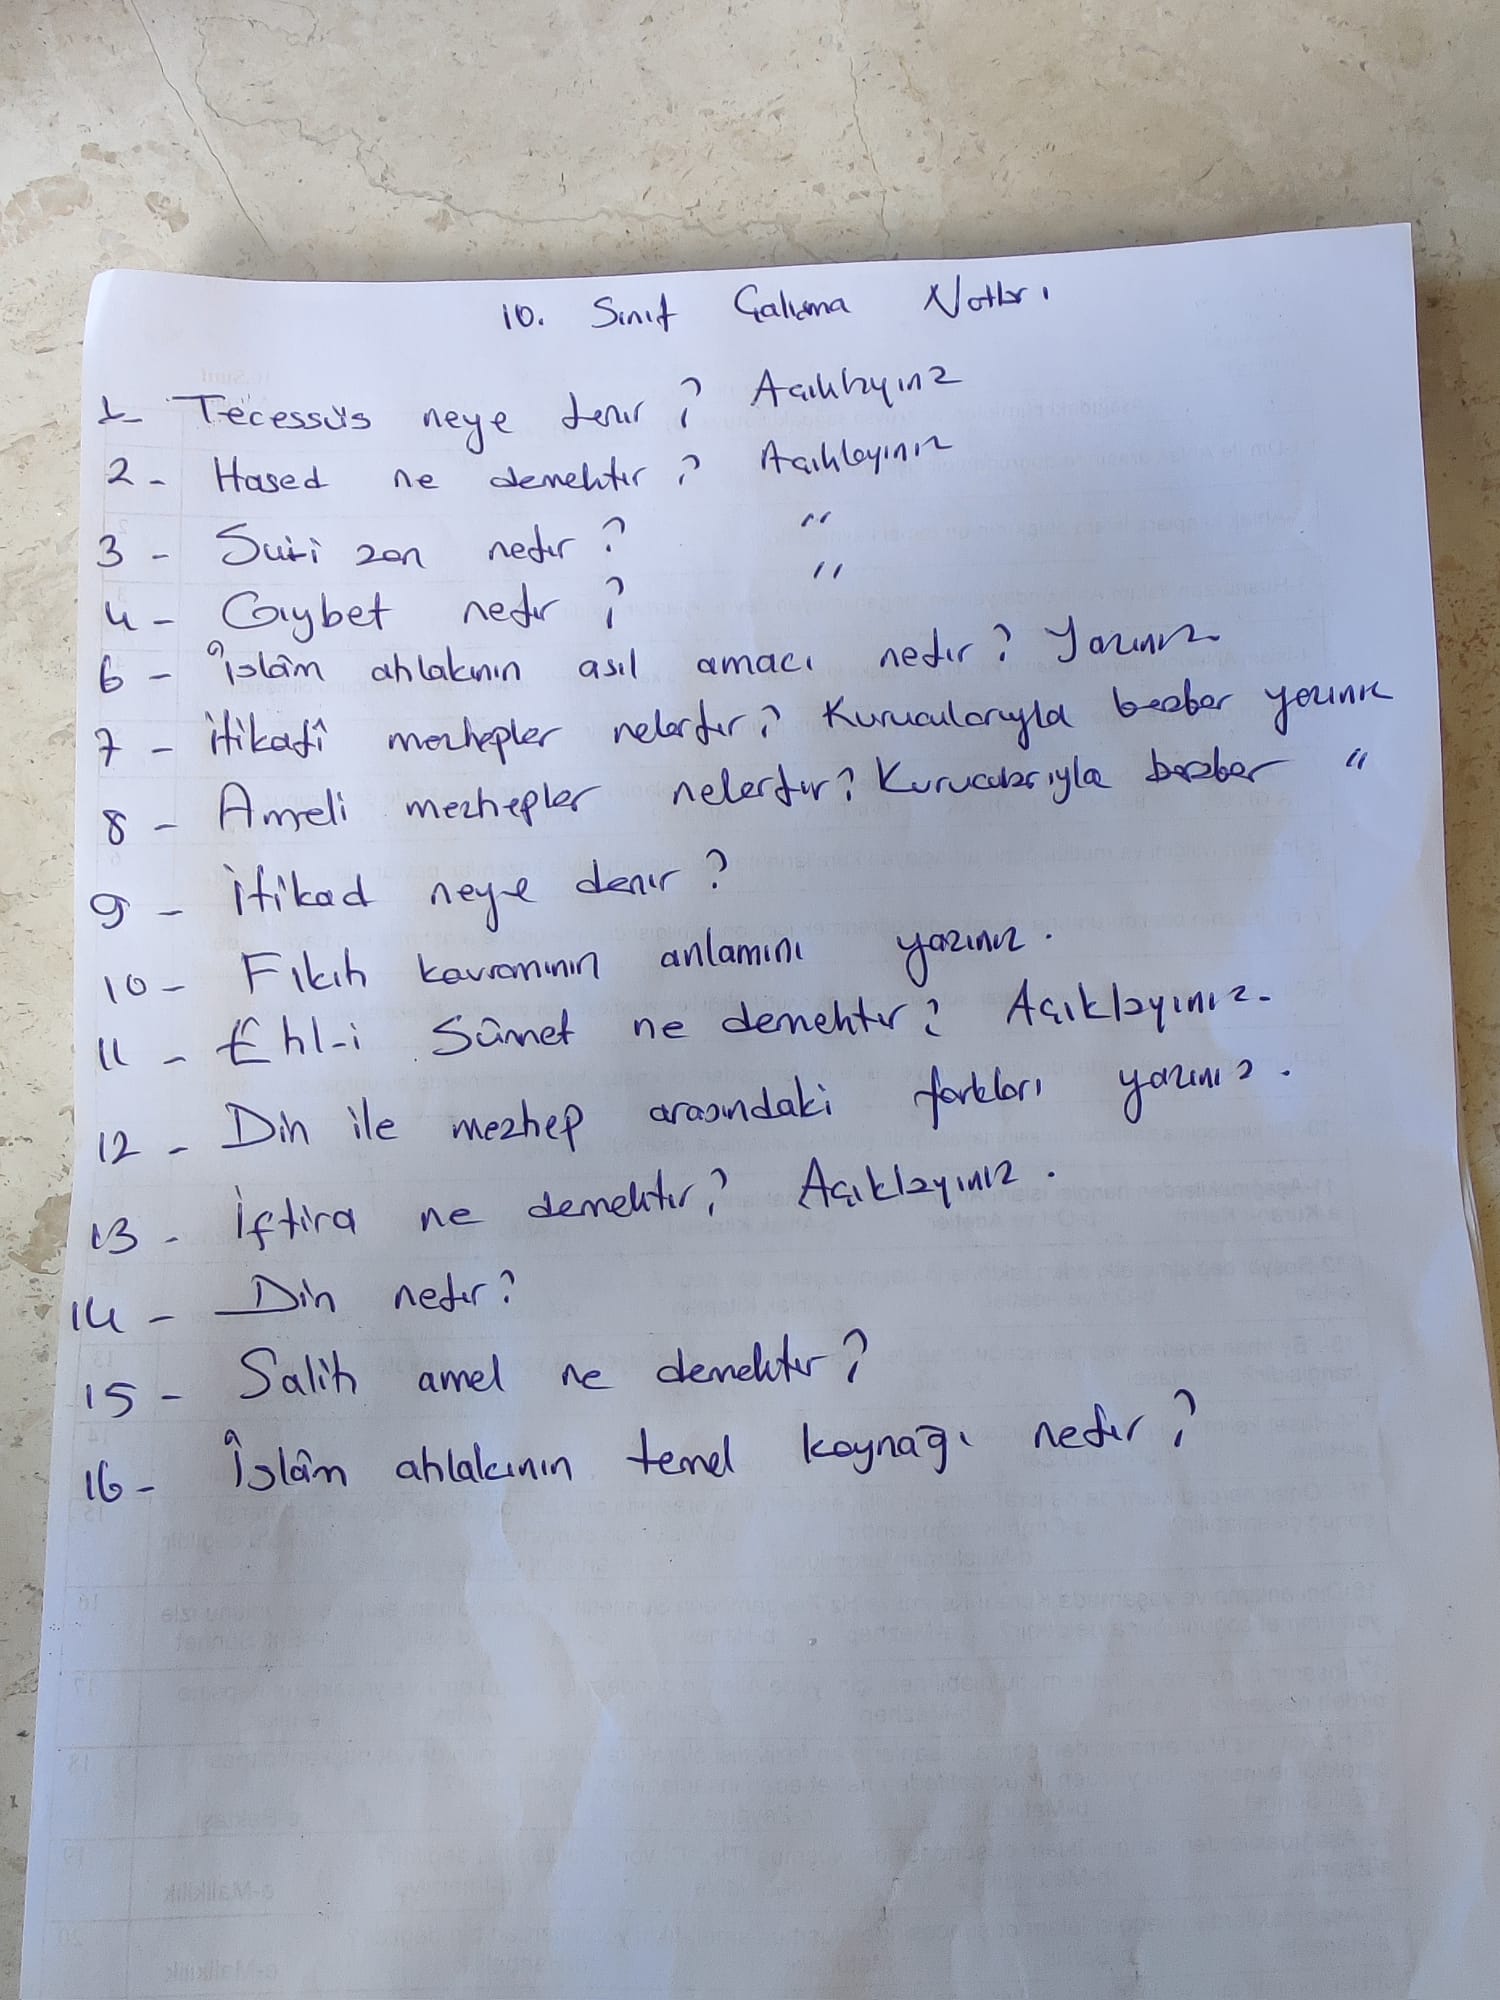 10. Sınıf Çalışma Notları
1- Tecessüs neye denir? Açıklayınız
2- Hased ne demektir? Açıklayınız
3- Sui-i zan nedir? "
4- Gıybet nedir? "
6- İslâm ahlakının asıl amacı nedir? Yazınız
7- İtikadî mezhepler nelerdir? Kurucularıyla beraber yazınız
8- Ameli mezhepler nelerdir? Kurucularıyla beraber "
9- İtikad neye denir?
10- Fıkıh kavramının anlamını yazınız.
11- Ehl-i Sünnet ne demektir? Açıklayınız.
12- Din ile mezhep arasındaki farkları yazınız.
13- İftira ne demektir? Açıklayınız.
14- Din nedir?
15- Salih amel ne demektir?
16- İslâm ahlakının temel kaynağı nedir?